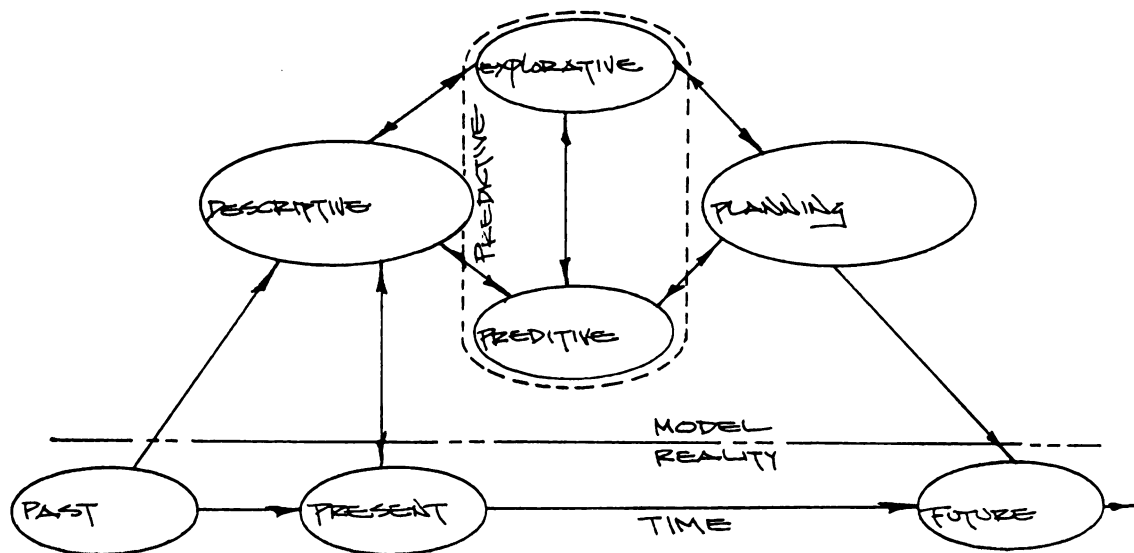 EXPLORATIVE
PREDICTIVE
DESCRIPTIVE
PLANNING
PREDITIVE
MODEL
REALITY
PAST
PRESENT
TIME
FUTURE